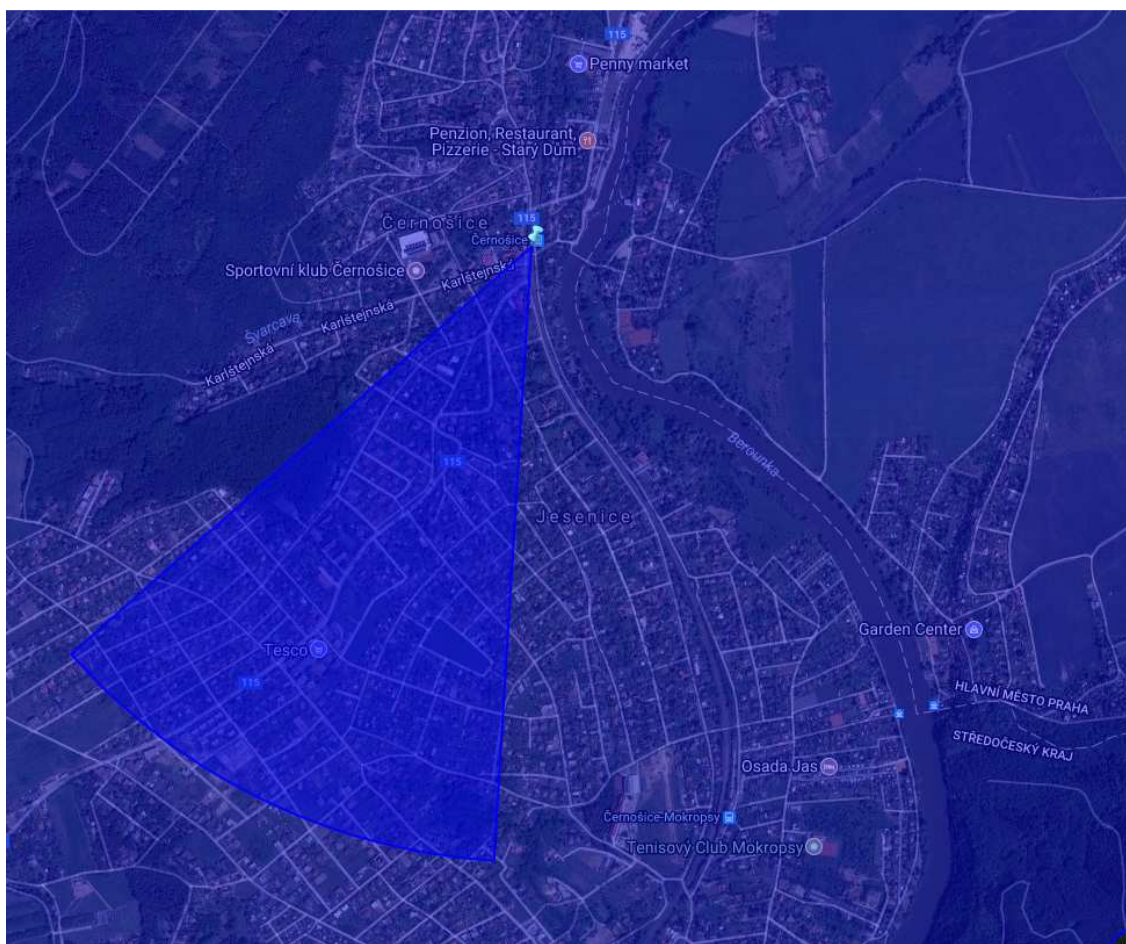 115
Penny market
Penzion, Restaurant
Pizzerie - Starý Dům
115
Černošice
Černošice
Sportovní klub Černošice
Karlštejnská
Karlštejnská
Švarcava
Karlštejnská
Berounka
115
Jesenice
Garden Center
Tesco
115
HLAVNÍ MĚSTO PRAHA
STŘEDOČESKÝ KRAJ
Osada Jas
Černošice-Mokropsy
Tenisový Club Mokropsy